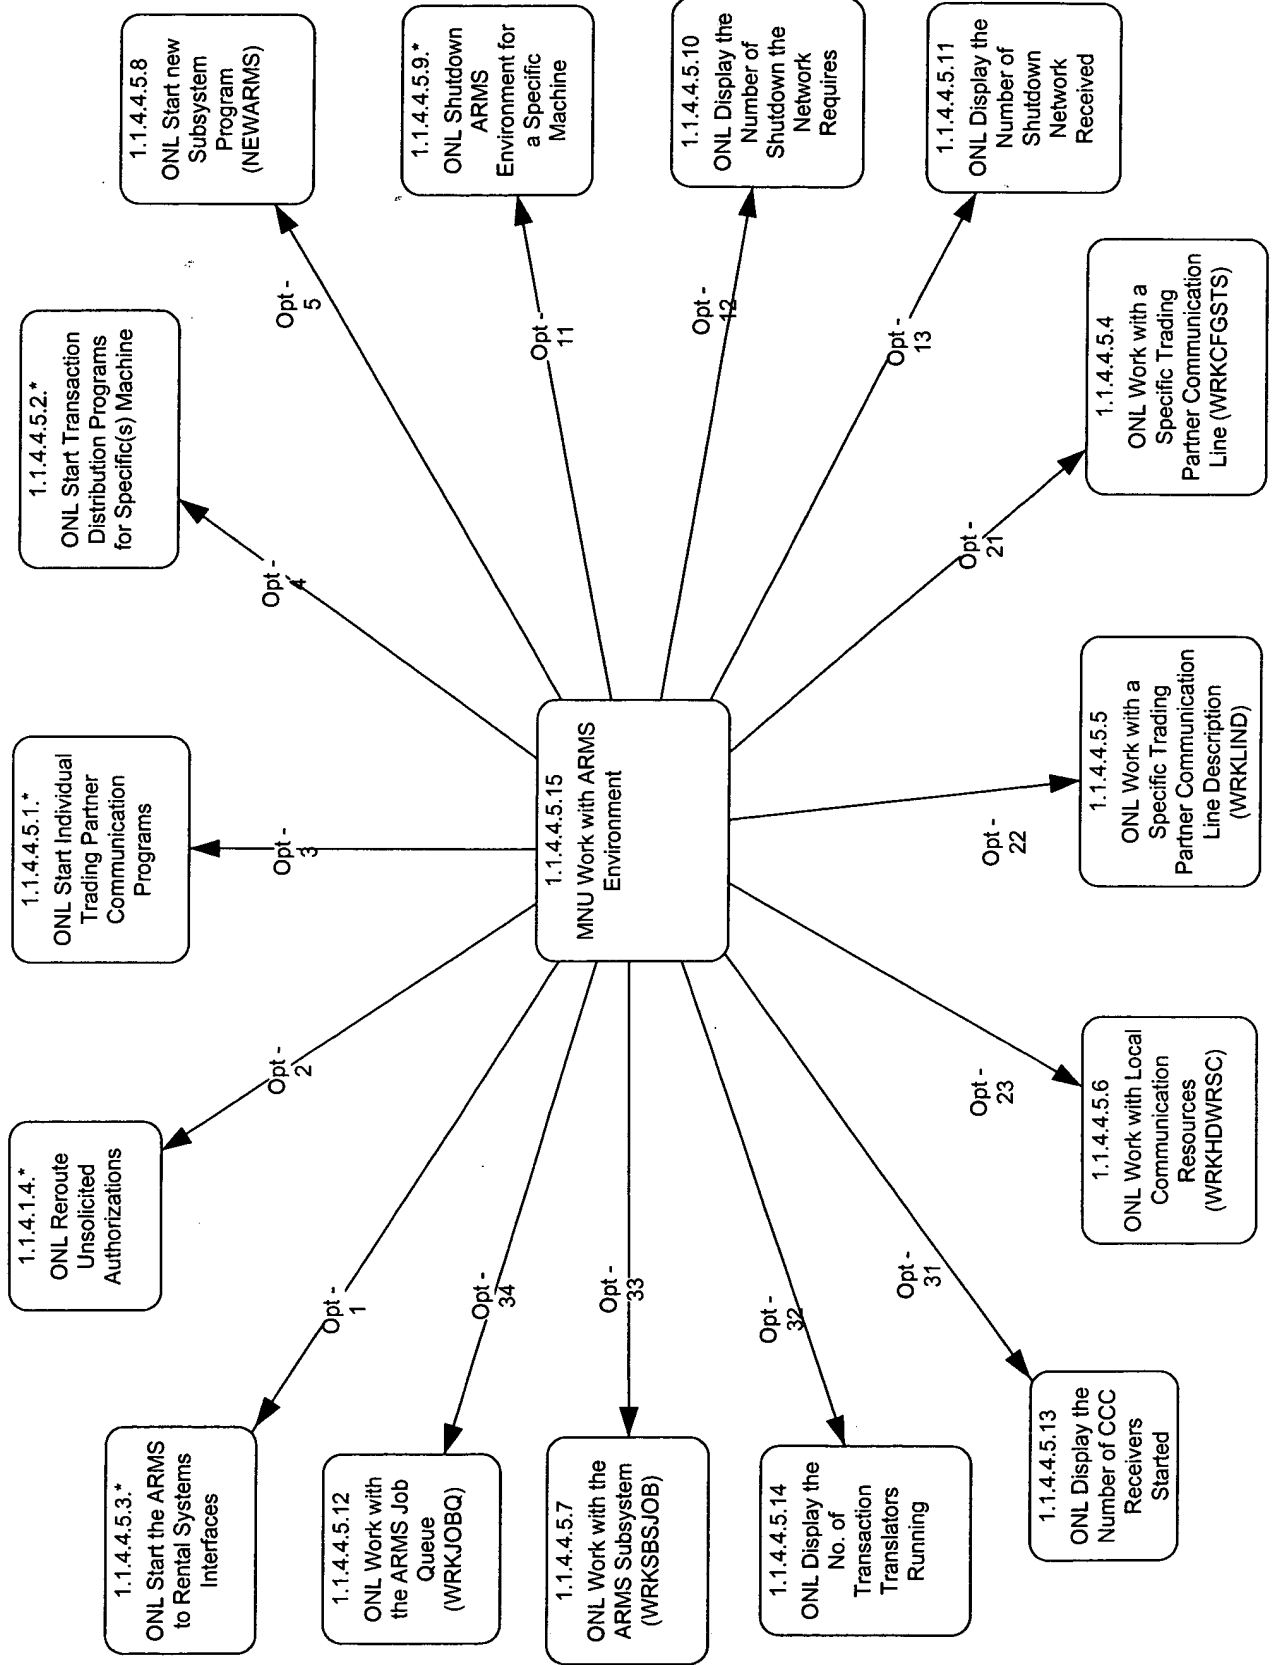 1.1.4.4.5.3.*
ONL Start the ARMS
to Rental Systems
Interfaces
1.1.4.1.4.*
ONL Reroute
Unsolicited
Authorizations
1.1.4.4.5.1.*
ONL Start Individual
Trading Partner
Communication
Programs
1.1.4.4.5.2.*
ONL Start Transaction
Distribution Programs
for Specific(s) Machine
1.1.4.4.5.8
ONL Start new
Subsystem
Program
(NEWARMS)
1.1.4.4.5.9.*
ONL Shutdown
ARMS
Environment for
a Specific
Machine
1.1.4.4.5.10
ONL Display the
Number of
Shutdown the
Network
Requires
1.1.4.4.5.11
ONL Display the
Number of
Shutdown
Network
Received
1.1.4.4.5.4
ONL Work with a
Specific Trading
Partner Communication
Line (WRKCFGSTS)
1.1.4.4.5.5
ONL Work with a
Specific Trading
Partner Communication
Line Description
(WRKLIND)
1.1.4.4.5.6
ONL Work with Local
Communication
Resources
(WRKHDWRSC)
1.1.4.4.5.13
ONL Display the
Number of CCC
Receivers
Started
1.1.4.4.5.14
ONL Display the
No. of
Transaction
Translators
Running
1.1.4.4.5.7
ONL Work with the
ARMS Subsystem
(WRKSBSJOB)
1.1.4.4.5.12
ONL Work with
the ARMS Job
Queue
(WRKJOBQ)
1.1.4.4.5.15
MNU Work with ARMS
Environment
Opt -
1
Opt -
2
Opt -
3
Opt -
4
Opt -
5
Opt -
11
Opt -
12
Opt -
13
Opt -
21
Opt -
22
Opt -
23
Opt -
31
Opt -
32
Opt -
33
Opt -
34